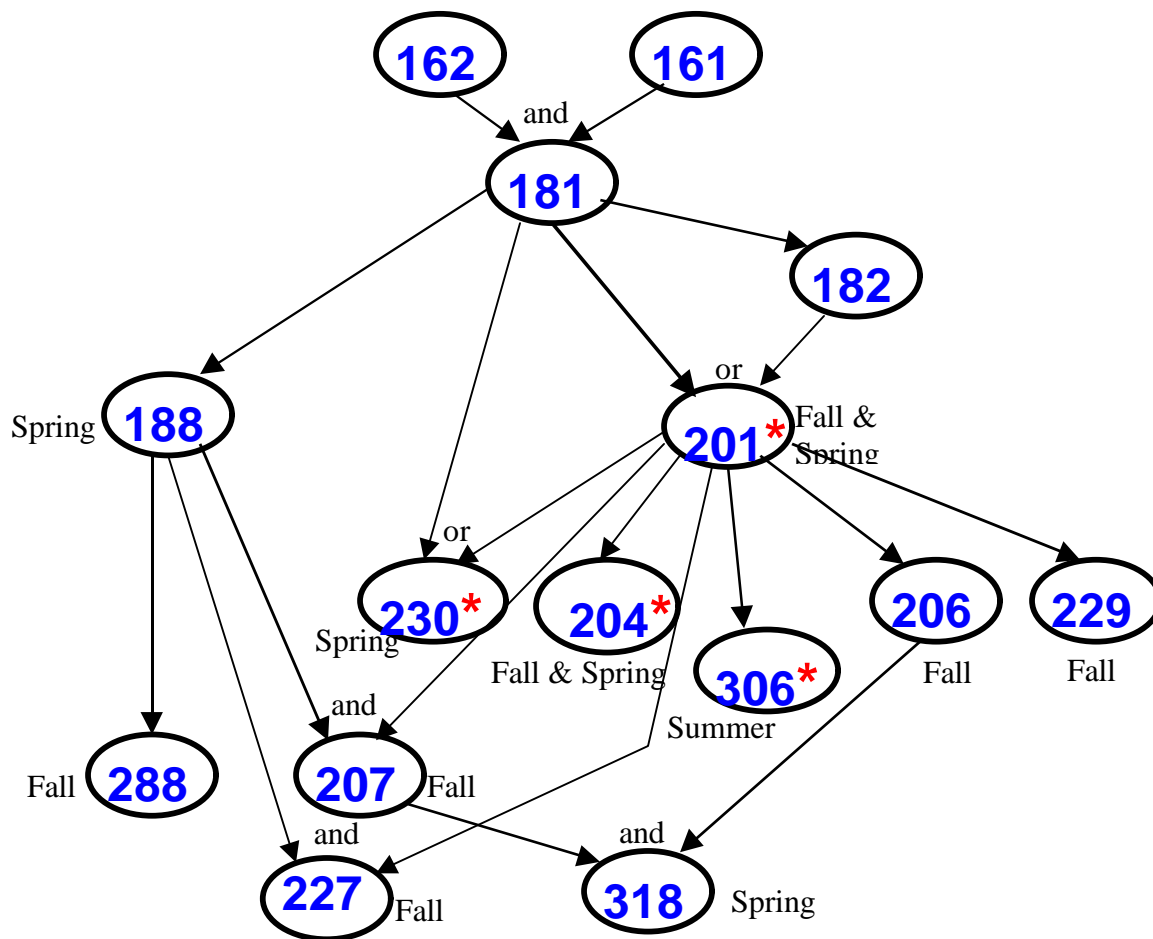 162
161
and
181
182
or
Spring
188
201*
Fall &
Spring
or
230*
Spring
204*
Fall & Spring
306*
Summer
206
Fall
229
Fall
and
Fall
288
207
Fall
and
and
227
Fall
318
Spring